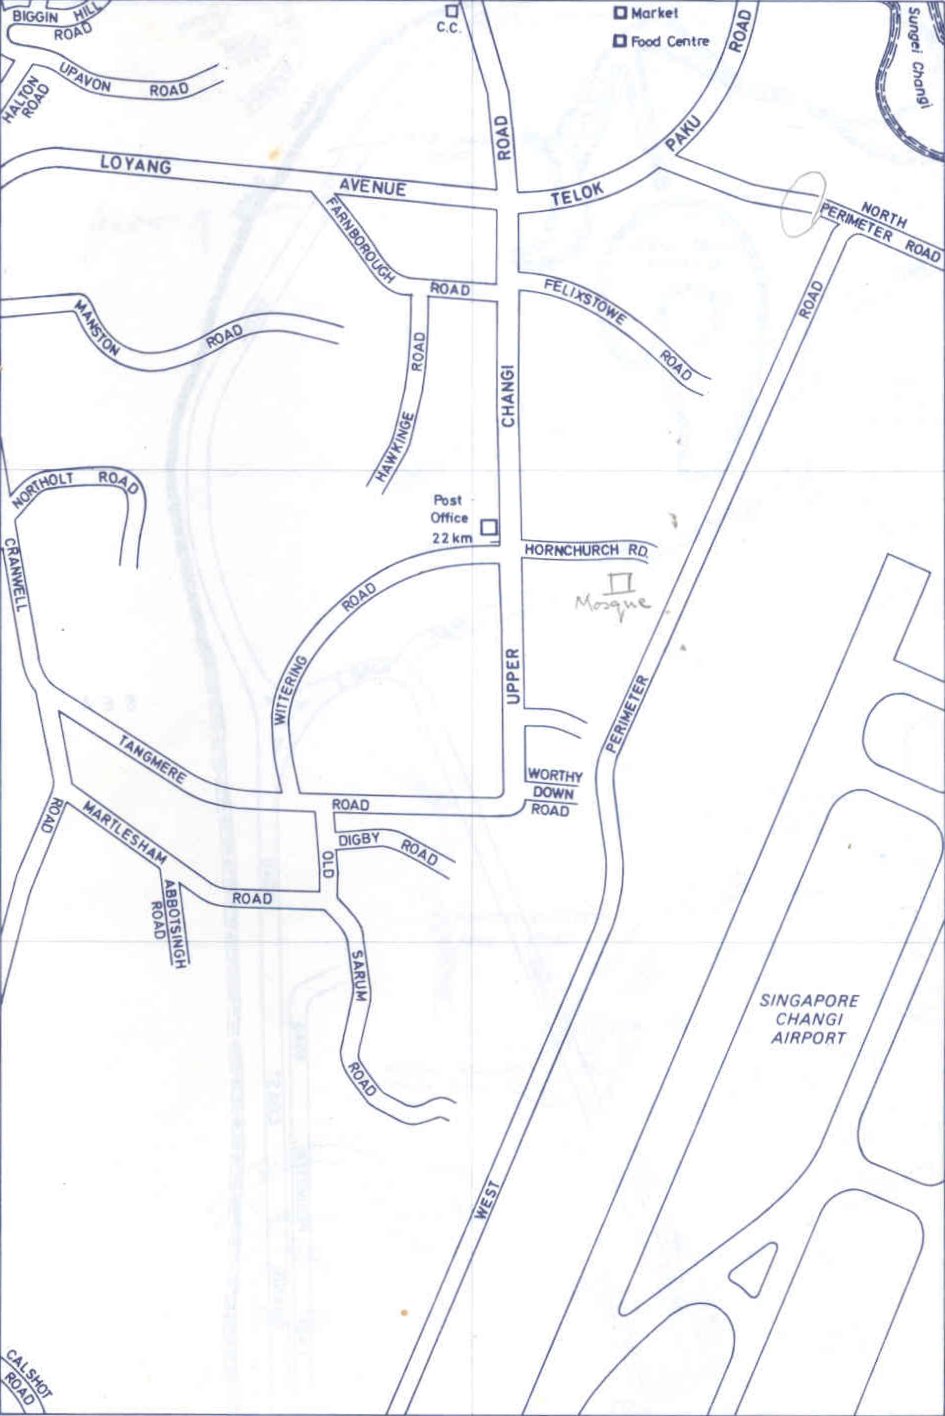 BIGGIN HILL
ROAD
C.C.
Market
Food Centre
ROAD
Sungei Changi
UPAVON ROAD
HALTON
ROAD
ROAD
PAKU
LOYANG
AVENUE
TELOK
NORTH
PERIMETER ROAD
FARNBOROUGH
ROAD
FELIXSTOWE
ROAD
ROAD
MANSTON
ROAD
ROAD
CHANGI
HAWKINGE
NORTHOLT ROAD
Post
Office
22 km
HORNCHURCH RD.
Mosque
CRANWELL
ROAD
WITTERING
UPPER
PERIMETER
TANGMERE
ROAD
WORTHY
DOWN
ROAD
ROAD
MARTLESHAM
ROAD
OLD
DIGBY ROAD
ABBOTSINGH
ROAD
SARUM
ROAD
SINGAPORE
CHANGI
AIRPORT
WEST
CALSHOT
ROAD